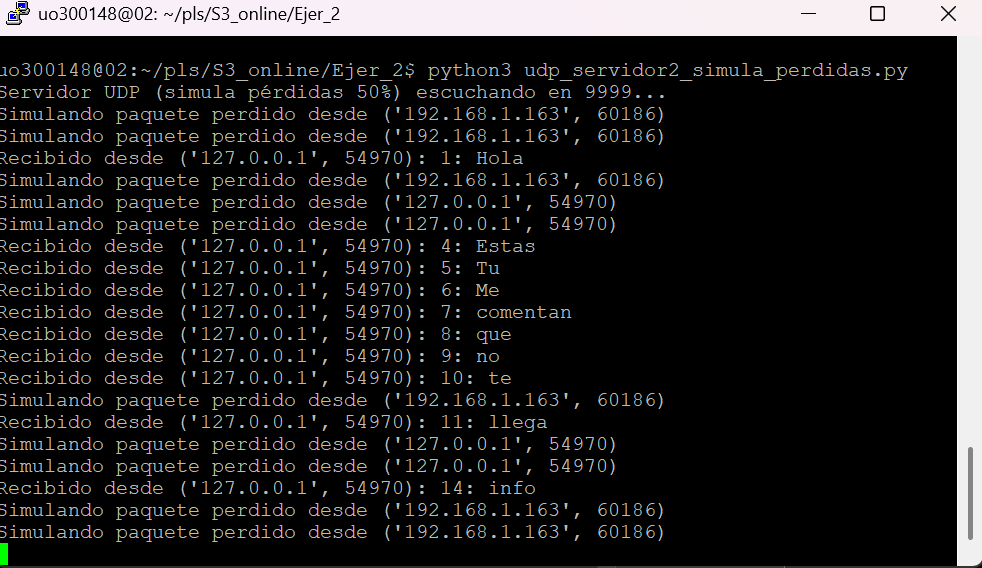 uo300148@02: ~/pls/S3_online/Ejer_2
uo300148@02:~/pls/S3_online/Ejer_2$ python3 udp_servidor2_simula_perdidas.py
Servidor UDP (simula pérdidas 50%) escuchando en 9999...
Simulando paquete perdido desde ('192.168.1.163', 60186)
Simulando paquete perdido desde ('192.168.1.163', 60186)
Recibido desde ('127.0.0.1', 54970): 1: Hola
Simulando paquete perdido desde ('192.168.1.163', 60186)
Simulando paquete perdido desde ('127.0.0.1', 54970)
Simulando paquete perdido desde ('127.0.0.1', 54970)
Recibido desde ('127.0.0.1', 54970): 4: Estas
Recibido desde ('127.0.0.1', 54970): 5: Tu
Recibido desde ('127.0.0.1', 54970): 6: Me
Recibido desde ('127.0.0.1', 54970): 7: comentan
Recibido desde ('127.0.0.1', 54970): 8: que
Recibido desde ('127.0.0.1', 54970): 9: no
Recibido desde ('127.0.0.1', 54970): 10: te
Simulando paquete perdido desde ('192.168.1.163', 60186)
Recibido desde ('127.0.0.1', 54970): 11: llega
Simulando paquete perdido desde ('127.0.0.1', 54970)
Simulando paquete perdido desde ('127.0.0.1', 54970)
Recibido desde ('127.0.0.1', 54970): 14: info
Simulando paquete perdido desde ('192.168.1.163', 60186)
Simulando paquete perdido desde ('192.168.1.163', 60186)